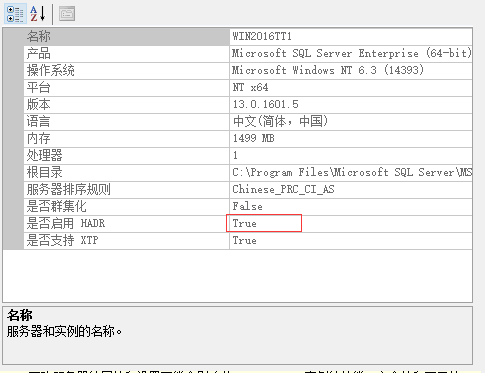 名称 WIN2016TT1
产品 Microsoft SQL Server Enterprise (64-bit)
操作系统 Microsoft Windows NT 6.3 (14393)
平台 NT x64
版本 13.0.1601.5
语言 中文(简体，中国)
内存 1499 MB
处理器 1
根目录 C:\Program Files\Microsoft SQL Server\MS
服务器排序规则 Chinese_PRC_CI_AS
是否群集化 False
是否启用 HADR True
是否支持 XTP True
名称
服务器和实例的名称。